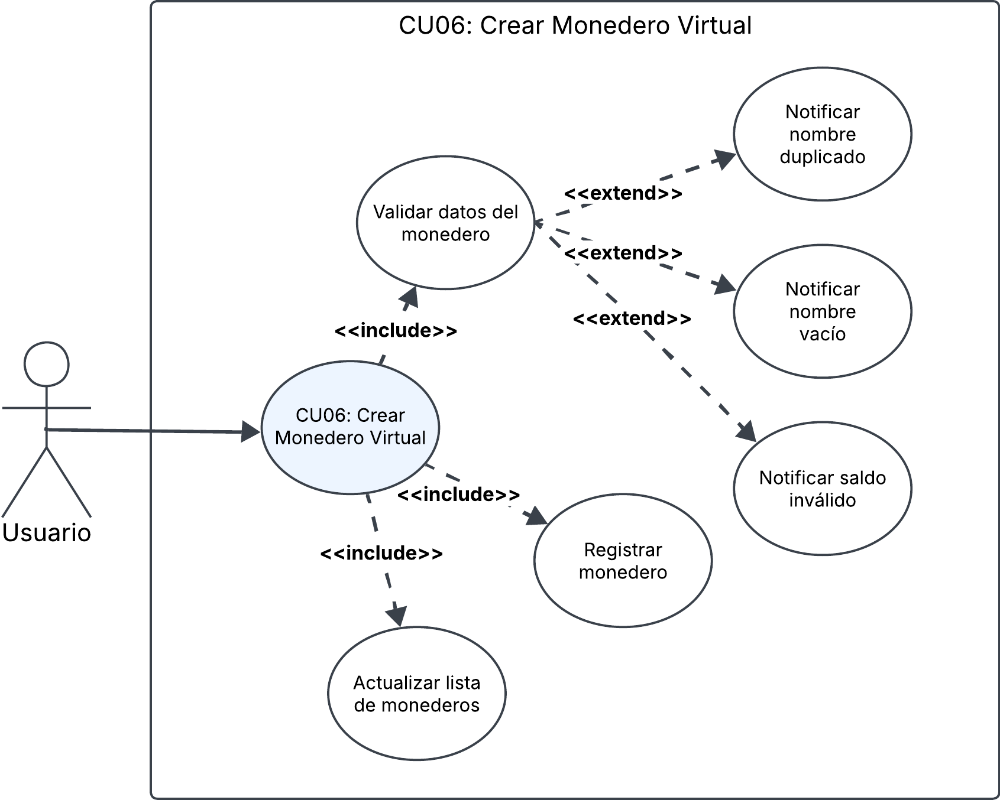 CU06: Crear Monedero Virtual
Notificar
nombre
duplicado
<<extend>>
Validar datos del
monedero
<<extend>>
Notificar
nombre
vacío
<<extend>>
<<include>>
CU06: Crear
Monedero Virtual
Notificar saldo
inválido
<<include>>
Usuario
<<include>>
Registrar
monedero
Actualizar lista
de monederos